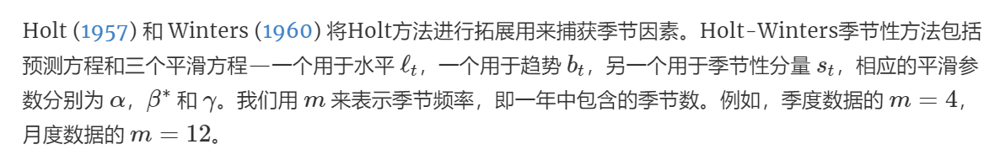 Holt (1957) 和 Winters (1960) 将Holt方法进行拓展用来捕获季节因素。Holt-Winters季节性方法包括
预测方程和三个平滑方程—一个用于水平 ℓₜ，一个用于趋势 bₜ，另一个用于季节性分量 sₜ，相应的平滑参
数分别为 α，β* 和 γ。我们用 m 来表示季节频率，即一年中包含的季节数。例如，季度数据的 m = 4，
月度数据的 m = 12。